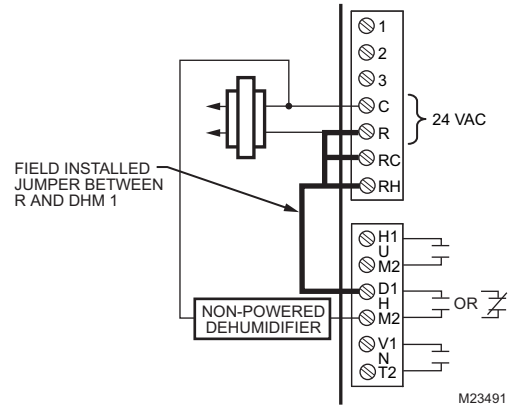 1
2
3
C
R
24 VAC
RC
RH
FIELD INSTALLED
JUMPER BETWEEN
R AND DHM 1
H1
U
M2
D1
H
OR
M2
NON-POWERED
DEHUMIDIFIER
V1
N
T2
M23491